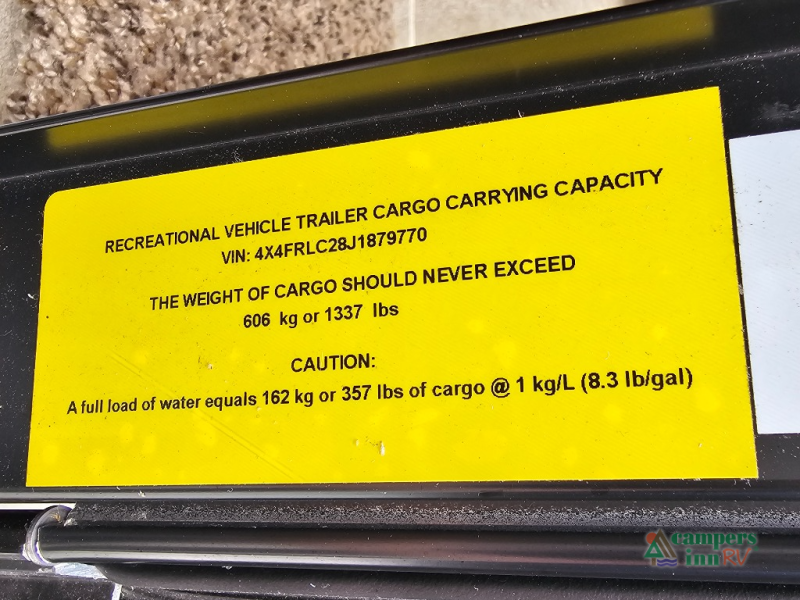 RECREATIONAL VEHICLE TRAILER CARGO CARRYING CAPACITY
VIN: 4X4FRLC28J1879770
THE WEIGHT OF CARGO SHOULD NEVER EXCEED
606 kg or 1337 lbs
CAUTION:
A full load of water equals 162 kg or 357 lbs of cargo @ 1 kg/L (8.3 lb/gal)
campers
inn RV